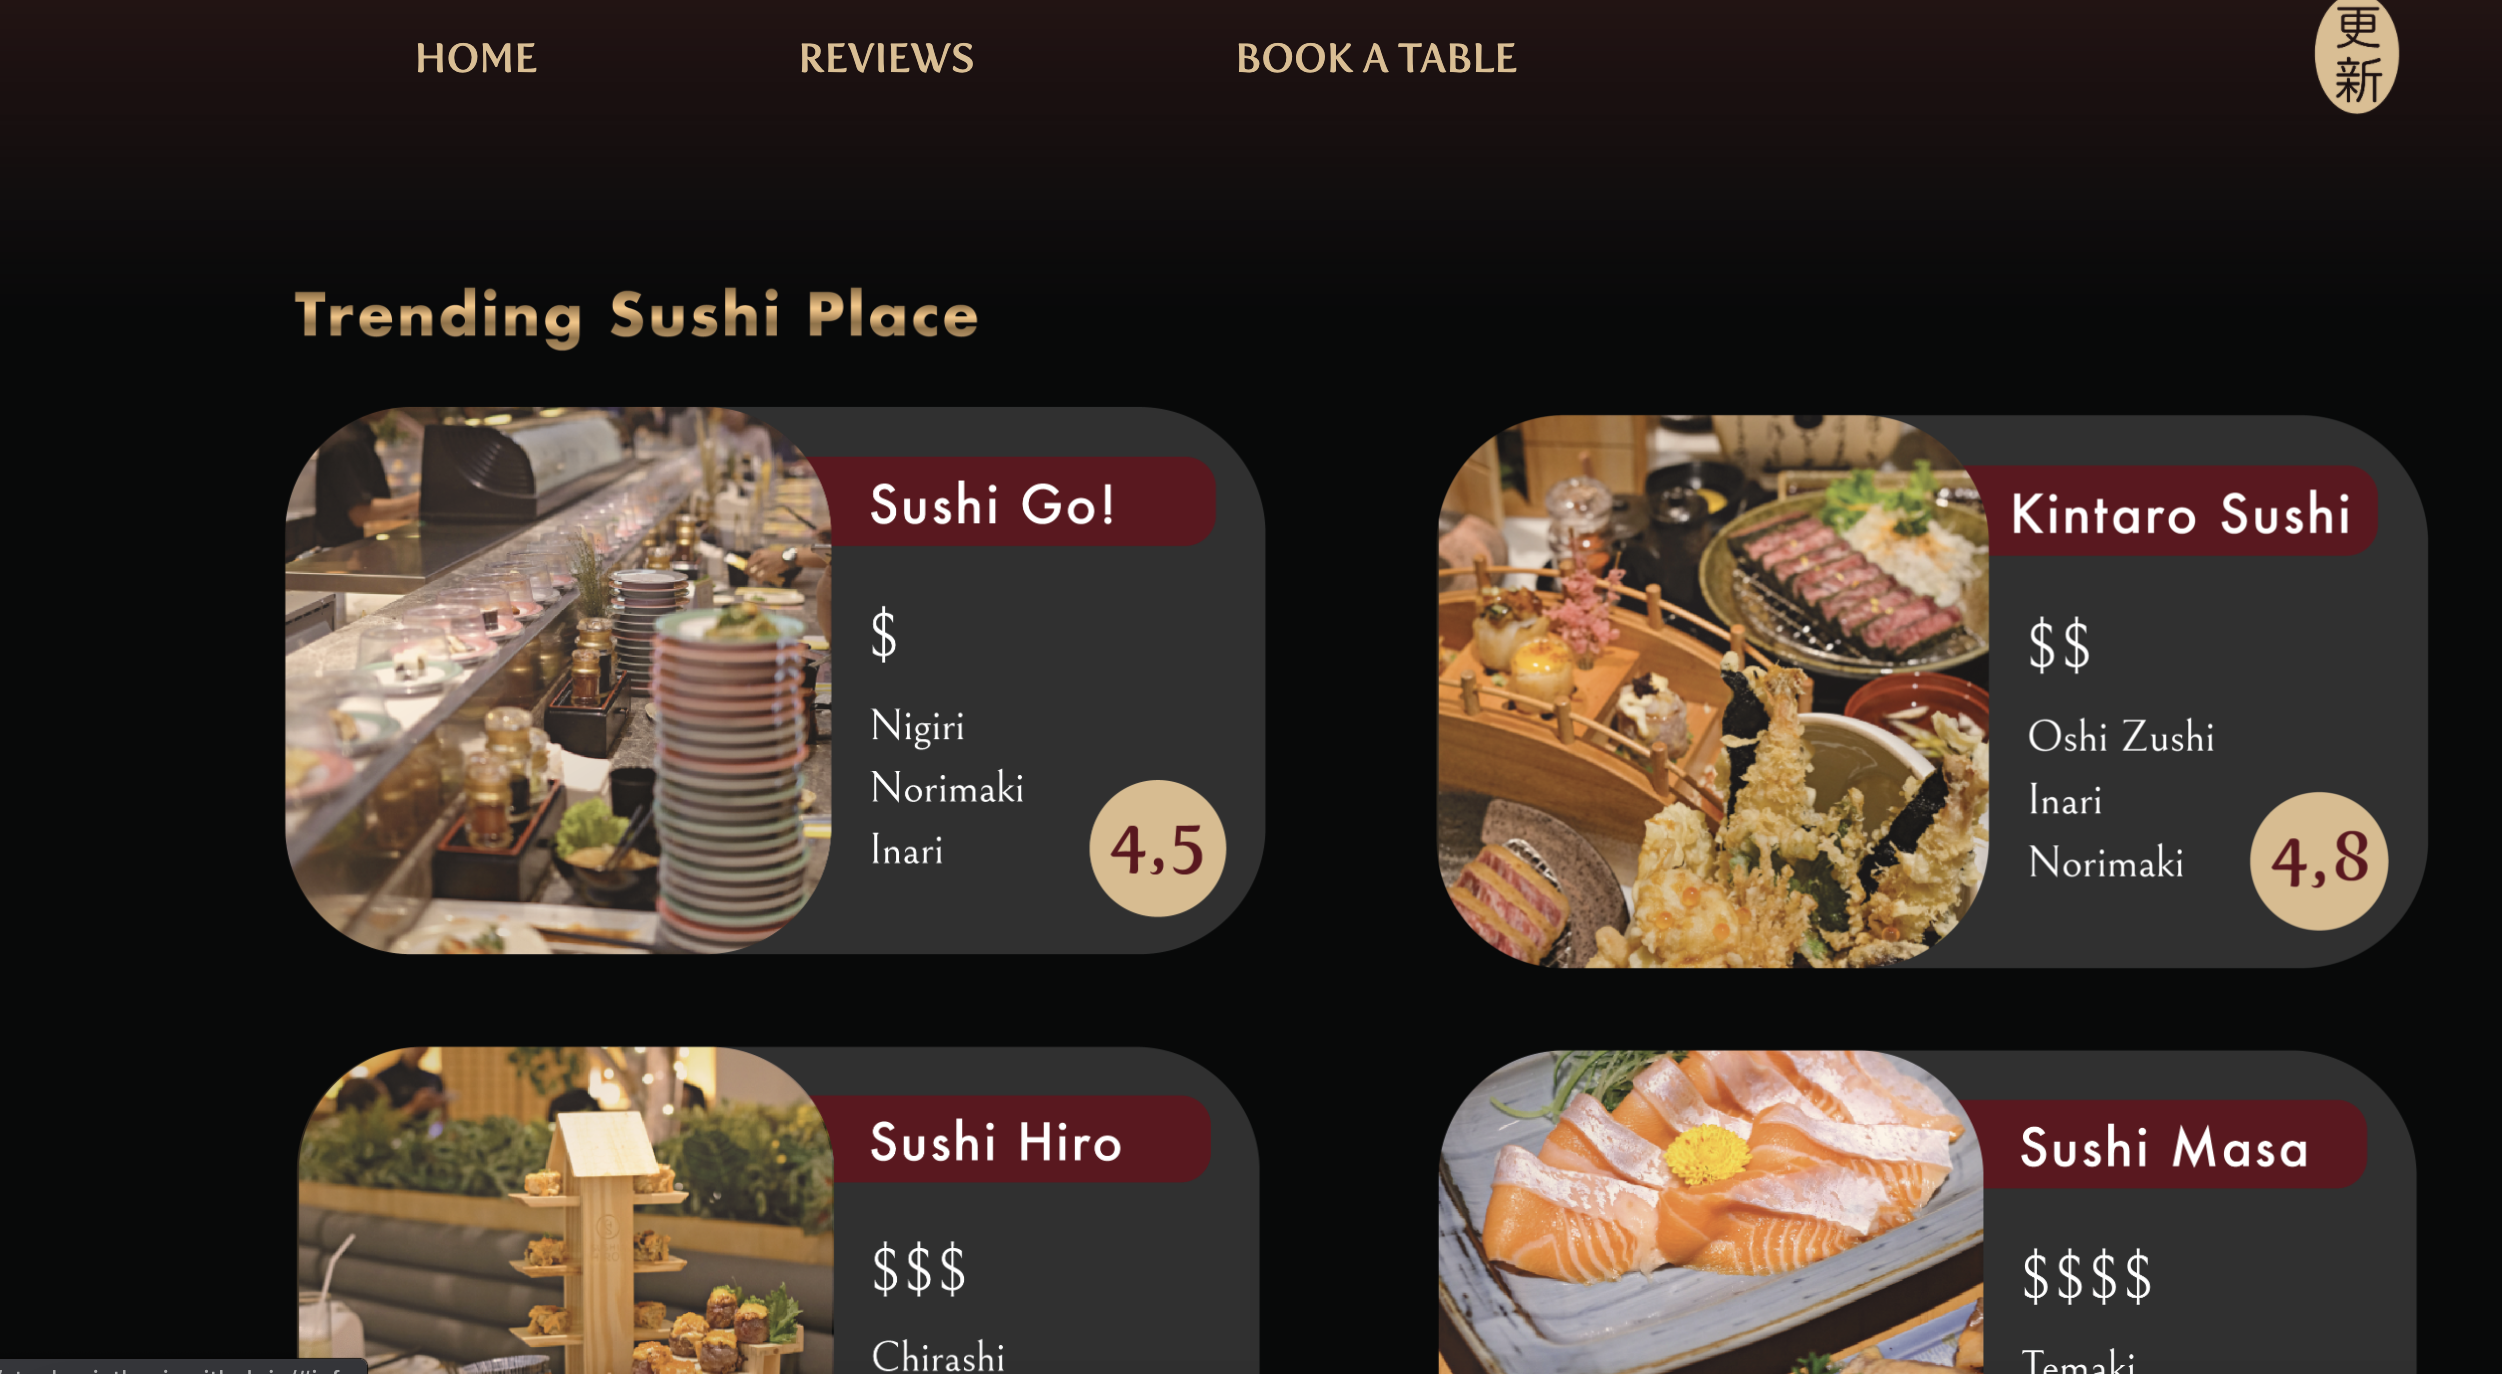 HOME
REVIEWS
BOOK A TABLE
更
新
Trending Sushi Place
Sushi Go!
$
Nigiri
Norimaki
Inari
4,5
Kintaro Sushi
$$
Oshi Zushi
Inari
Norimaki
4,8
Sushi Hiro
$$$
Chirashi
Sushi Masa
$$$$
Temaki